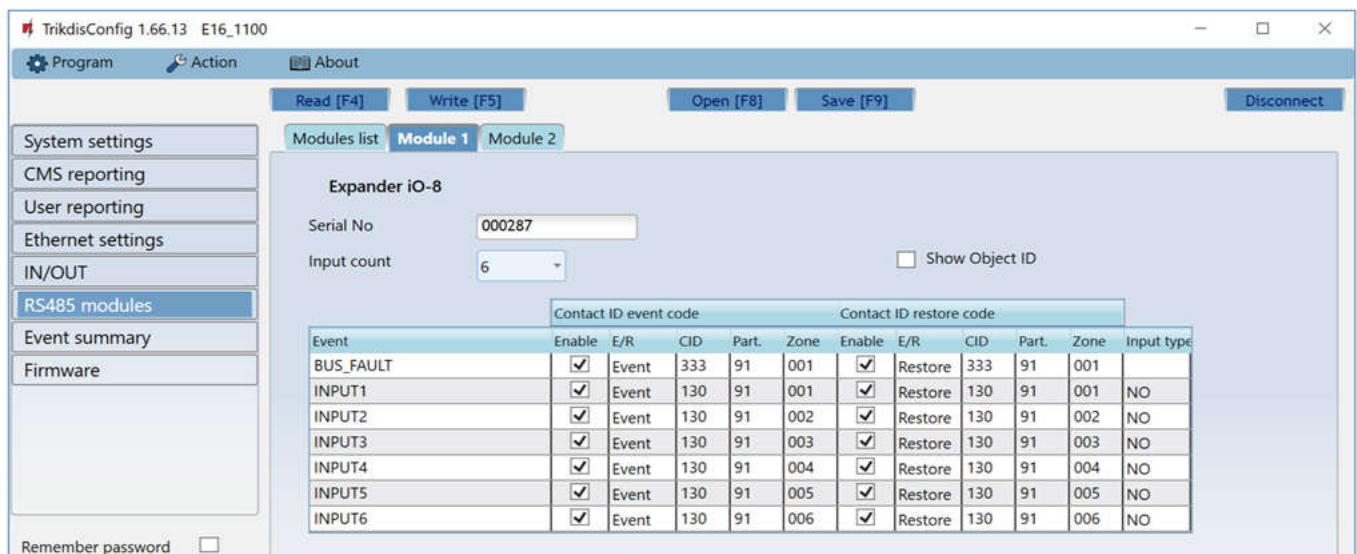 TrikdisConfig 1.66.13 E16_1100
Program Action About
Read [F4] Write [F5] Open [F8] Save [F9] Disconnect
System settings
CMS reporting
User reporting
Ethernet settings
IN/OUT
RS485 modules
Event summary
Firmware
Remember password
Modules list Module 1 Module 2
Expander iO-8
Serial No 000287
Input count 6 Show Object ID
Contact ID event code Contact ID restore code
Event Enable E/R CID Part. Zone Enable E/R CID Part. Zone Input type
BUS_FAULT Event 333 91 001 Restore 333 91 001
INPUT1 Event 130 91 001 Restore 130 91 001 NO
INPUT2 Event 130 91 002 Restore 130 91 002 NO
INPUT3 Event 130 91 003 Restore 130 91 003 NO
INPUT4 Event 130 91 004 Restore 130 91 004 NO
INPUT5 Event 130 91 005 Restore 130 91 005 NO
INPUT6 Event 130 91 006 Restore 130 91 006 NO